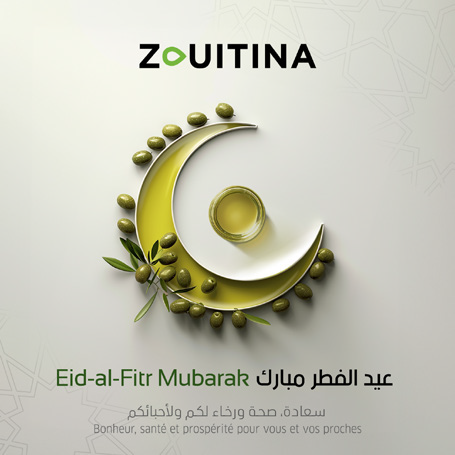 ZOUITINA
Eid-al-Fitr Mubarak عيد الفطر مبارك
سعادة، صحة ورخاء لكم ولأحبائكم
Bonheur, santé et prospérité pour vous et vos proches